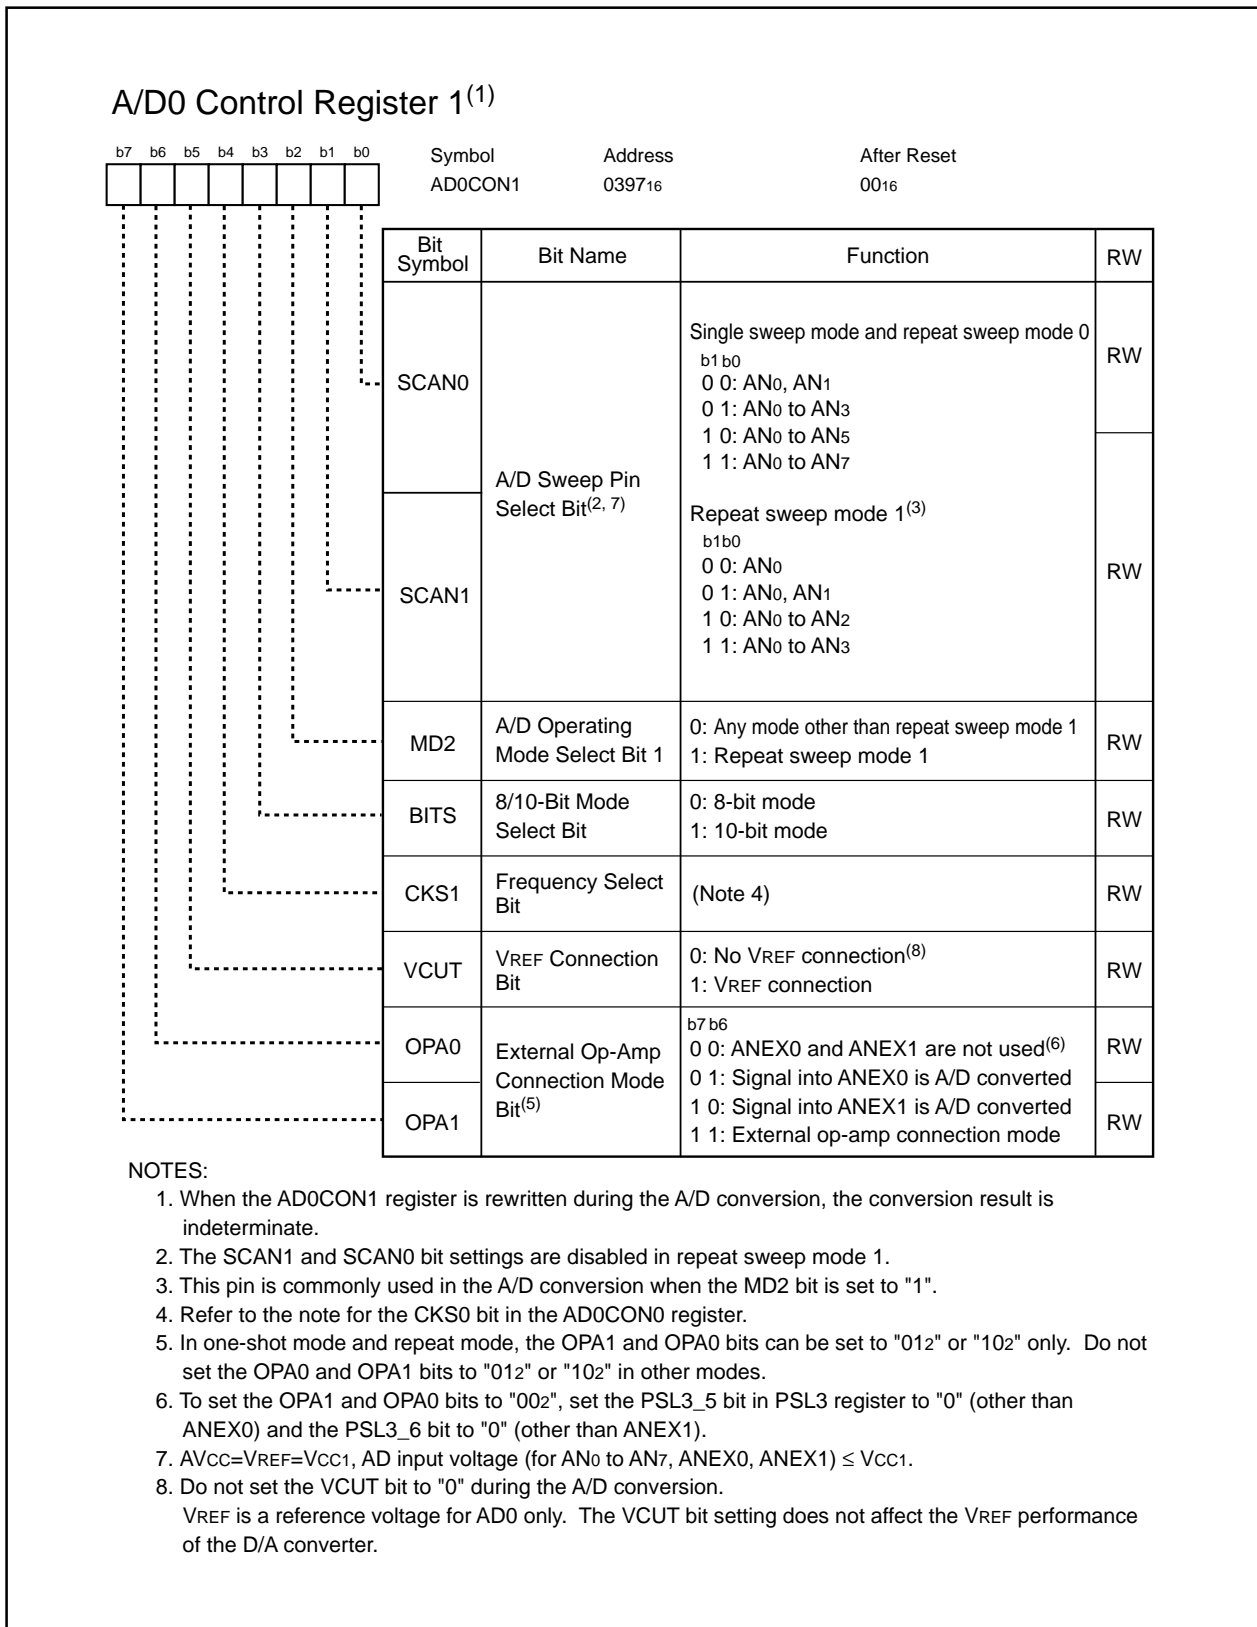 A/D0 Control Register 1(1)
b7 b6 b5 b4 b3 b2 b1 b0
Symbol Address After Reset
AD0CON1 039716 0016
Bit Symbol Bit Name Function RW
SCAN0
A/D Sweep Pin
Select Bit(2, 7)
Single sweep mode and repeat sweep mode 0
b1 b0
0 0: AN0, AN1
0 1: AN0 to AN3
1 0: AN0 to AN5
1 1: AN0 to AN7
RW
SCAN1
Repeat sweep mode 1(3)
b1b0
0 0: AN0
0 1: AN0, AN1
1 0: AN0 to AN2
1 1: AN0 to AN3
RW
MD2
A/D Operating
Mode Select Bit 1
0: Any mode other than repeat sweep mode 1
1: Repeat sweep mode 1
RW
BITS
8/10-Bit Mode
Select Bit
0: 8-bit mode
1: 10-bit mode
RW
CKS1
Frequency Select
Bit
(Note 4)
RW
VCUT
VREF Connection
Bit
0: No VREF connection(8)
1: VREF connection
RW
OPA0
External Op-Amp
Connection Mode
Bit(5)
b7 b6
0 0: ANEX0 and ANEX1 are not used(6)
0 1: Signal into ANEX0 is A/D converted
1 0: Signal into ANEX1 is A/D converted
1 1: External op-amp connection mode
RW
OPA1
RW
NOTES:
1. When the AD0CON1 register is rewritten during the A/D conversion, the conversion result is
indeterminate.
2. The SCAN1 and SCAN0 bit settings are disabled in repeat sweep mode 1.
3. This pin is commonly used in the A/D conversion when the MD2 bit is set to "1".
4. Refer to the note for the CKS0 bit in the AD0CON0 register.
5. In one-shot mode and repeat mode, the OPA1 and OPA0 bits can be set to "012" or "102" only. Do not
set the OPA0 and OPA1 bits to "012" or "102" in other modes.
6. To set the OPA1 and OPA0 bits to "002", set the PSL3_5 bit in PSL3 register to "0" (other than
ANEX0) and the PSL3_6 bit to "0" (other than ANEX1).
7. AVCC=VREF=VCC1, AD input voltage (for AN0 to AN7, ANEX0, ANEX1) ≤ VCC1.
8. Do not set the VCUT bit to "0" during the A/D conversion.
VREF is a reference voltage for AD0 only. The VCUT bit setting does not affect the VREF performance
of the D/A converter.